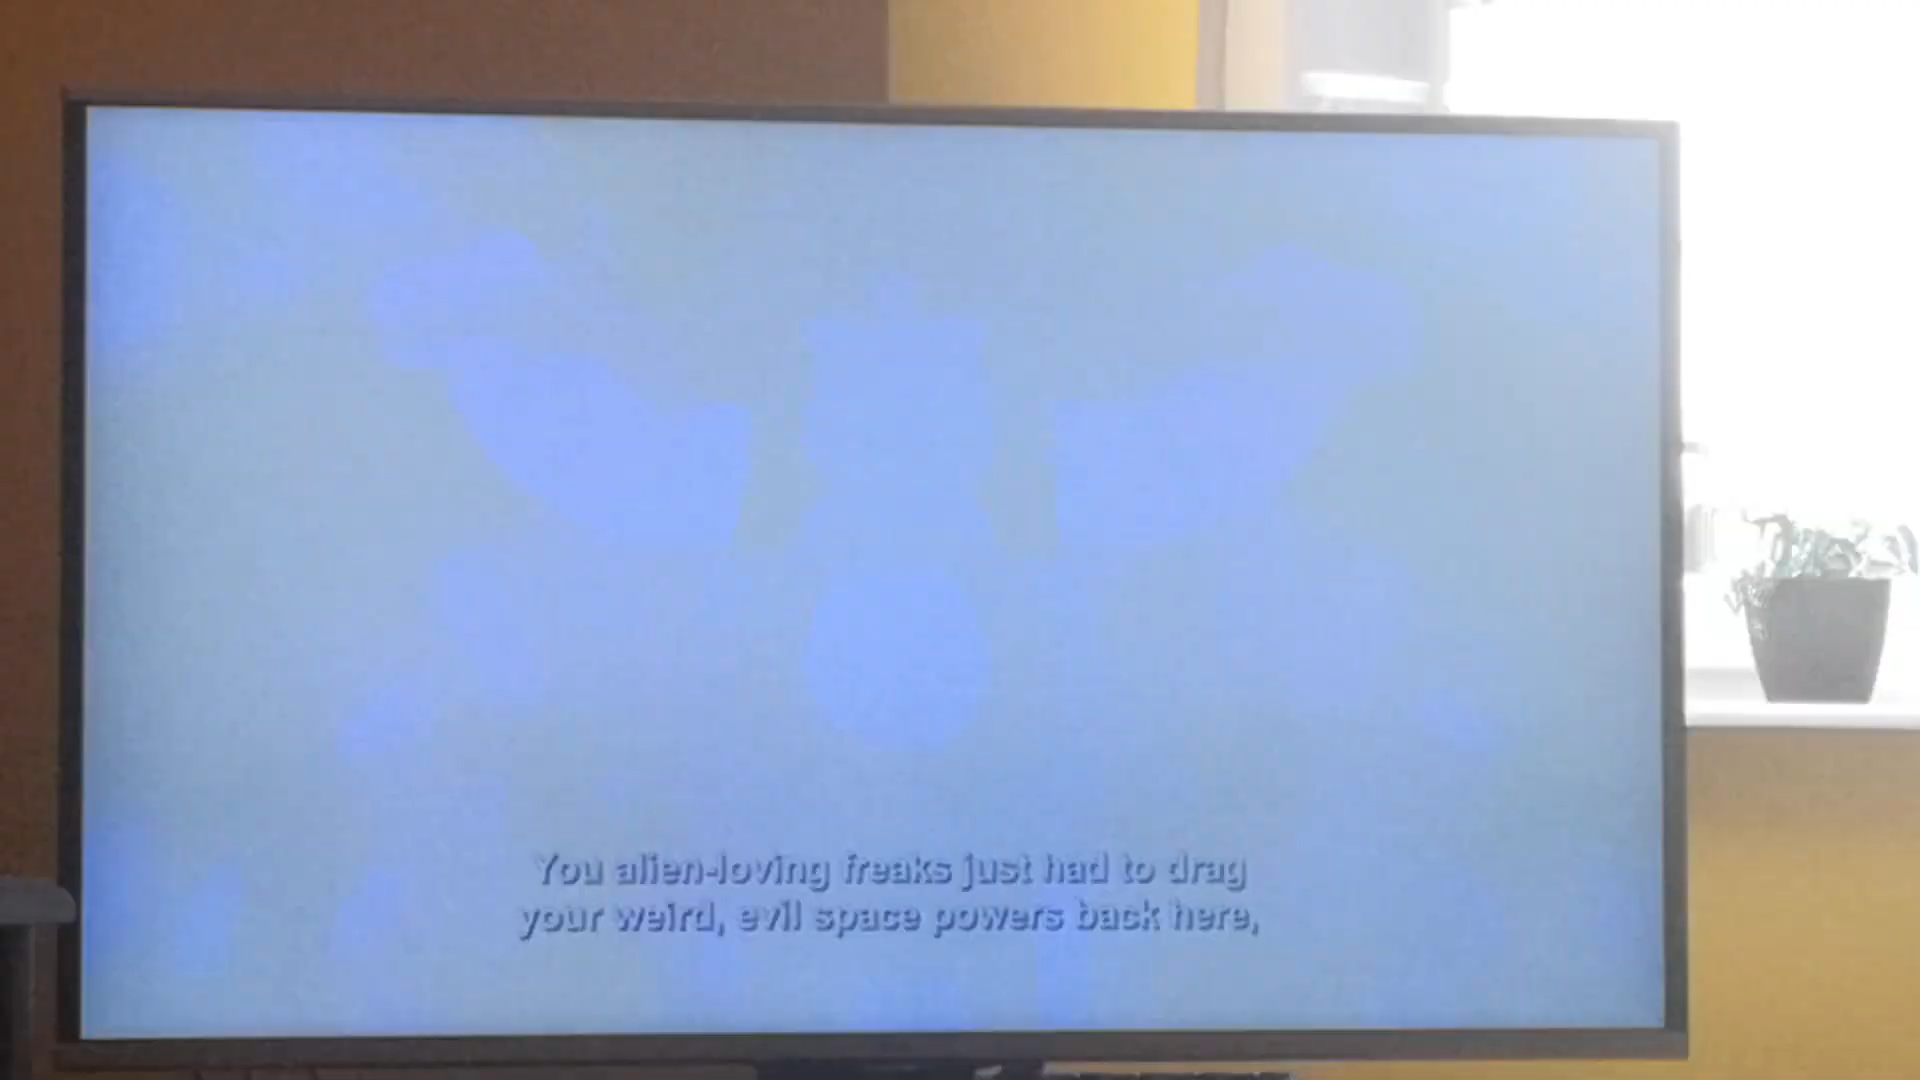 You alien-loving freaks just had to drag
your weird, evil space powers back here,